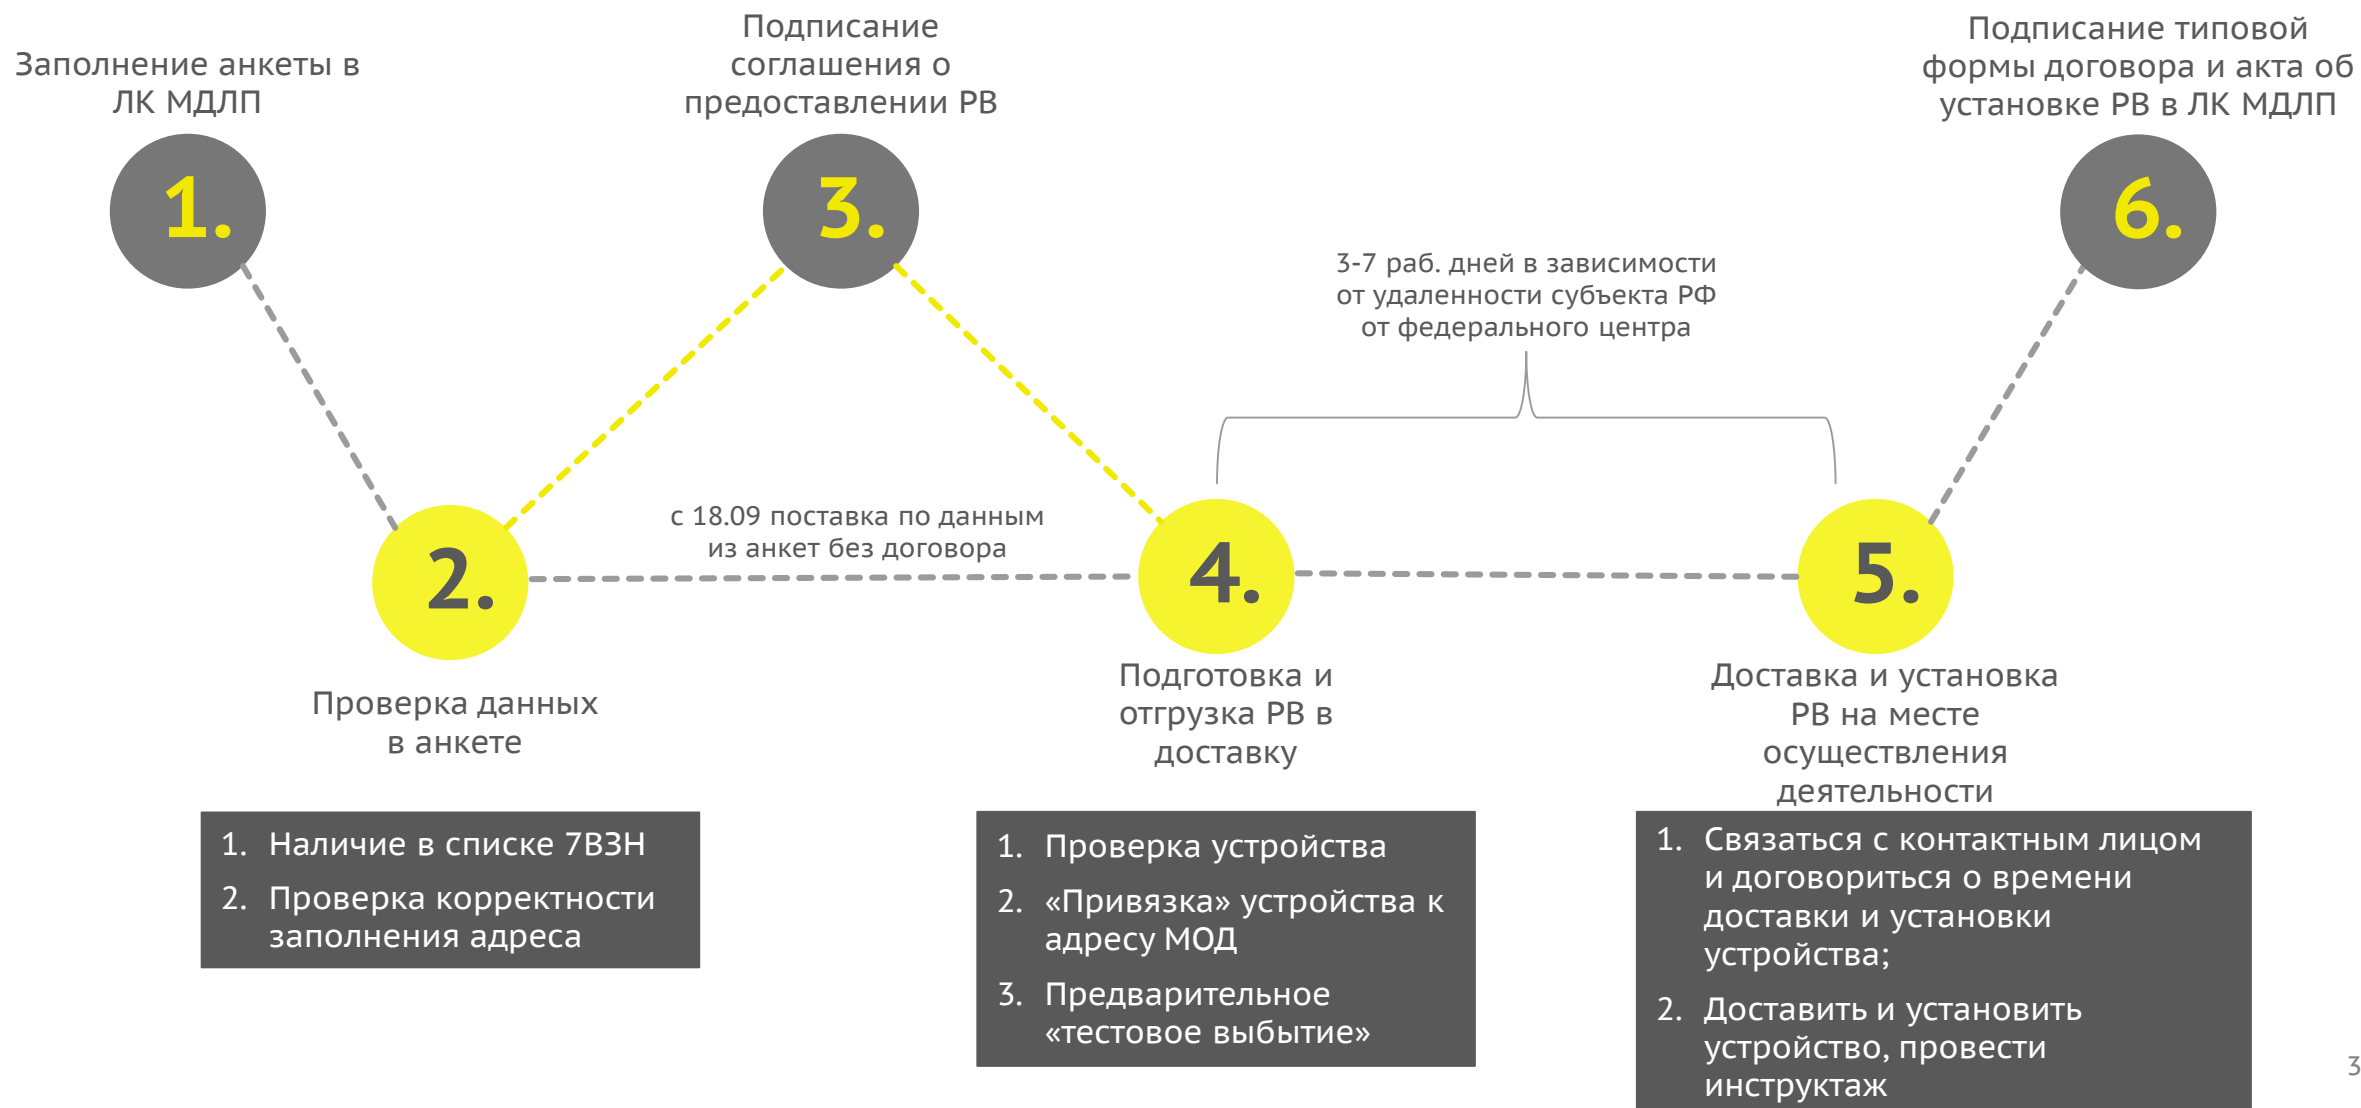 Заполнение анкеты в
ЛК МДЛП
1.
Подписание
соглашения о
предоставлении РВ
3.
Подписание типовой
формы договора и акта об
установке РВ в ЛК МДЛП
6.
3-7 раб. дней в зависимости
от удаленности субъекта РФ
от федерального центра
с 18.09 поставка по данным
из анкет без договора
2.
Проверка данных
в анкете
1. Наличие в списке 7ВЗН
2. Проверка корректности
заполнения адреса
4.
Подготовка и
отгрузка РВ в
доставку
1. Проверка устройства
2. «Привязка» устройства к
адресу МОД
3. Предварительное
«тестовое выбытие»
5.
Доставка и установка
РВ на месте
осуществления
деятельности
1. Связаться с контактным лицом
и договориться о времени
доставки и установки
устройства;
2. Доставить и установить
устройство, провести
инструктаж
3